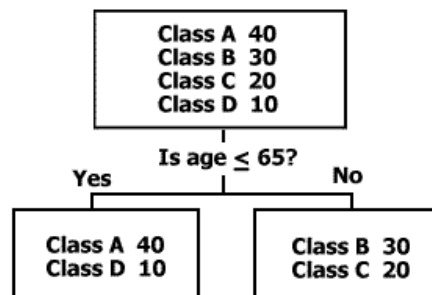 Class A 40
Class B 30
Class C 20
Class D 10
Is age ≤ 65?
Yes
No
Class A 40
Class D 10
Class B 30
Class C 20